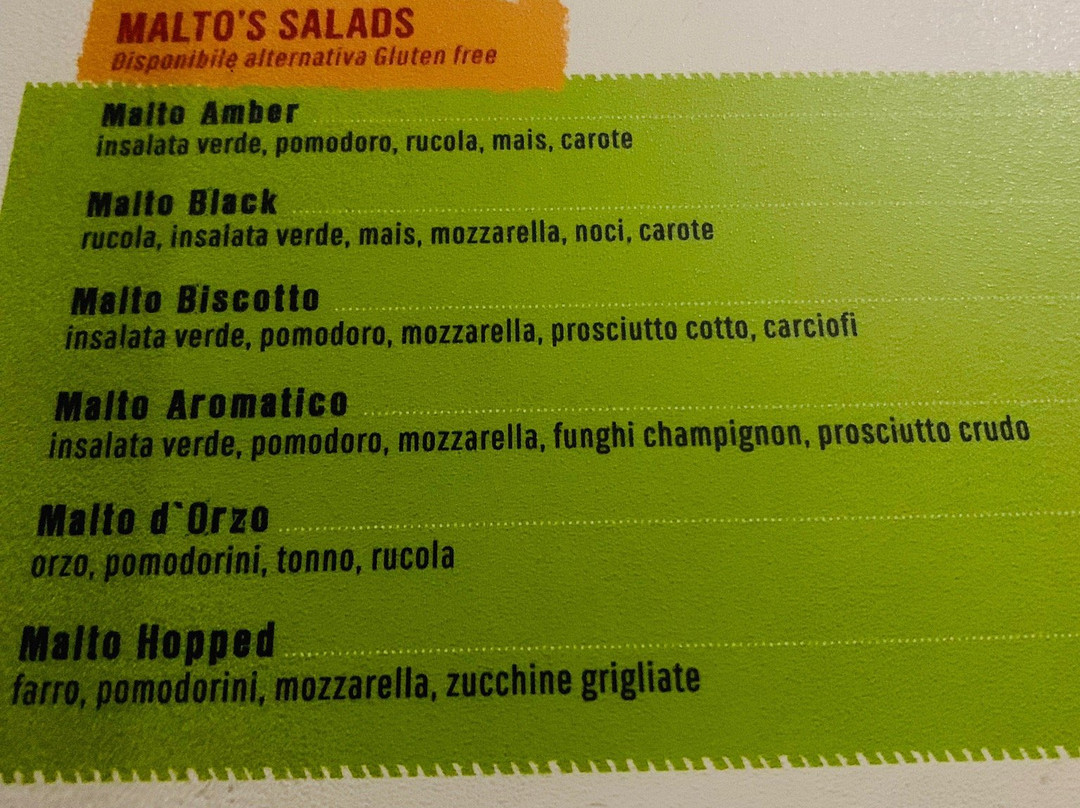 MALTO'S SALADS
Disponibile alternativa Gluten free
Malto Amber
insalata verde, pomodoro, rucola, mais, carote
Malto Black
rucola, insalata verde, mais, mozzarella, noci, carote
Malto Biscotto
insalata verde, pomodoro, mozzarella, prosciutto cotto, carciofi
Malto Aromatico
insalata verde, pomodoro, mozzarella, funghi champignon, prosciutto crudo
Malto d`Orzo
orzo, pomodorini, tonno, rucola
Malto Hopped
farro, pomodorini, mozzarella, zucchine grigliate